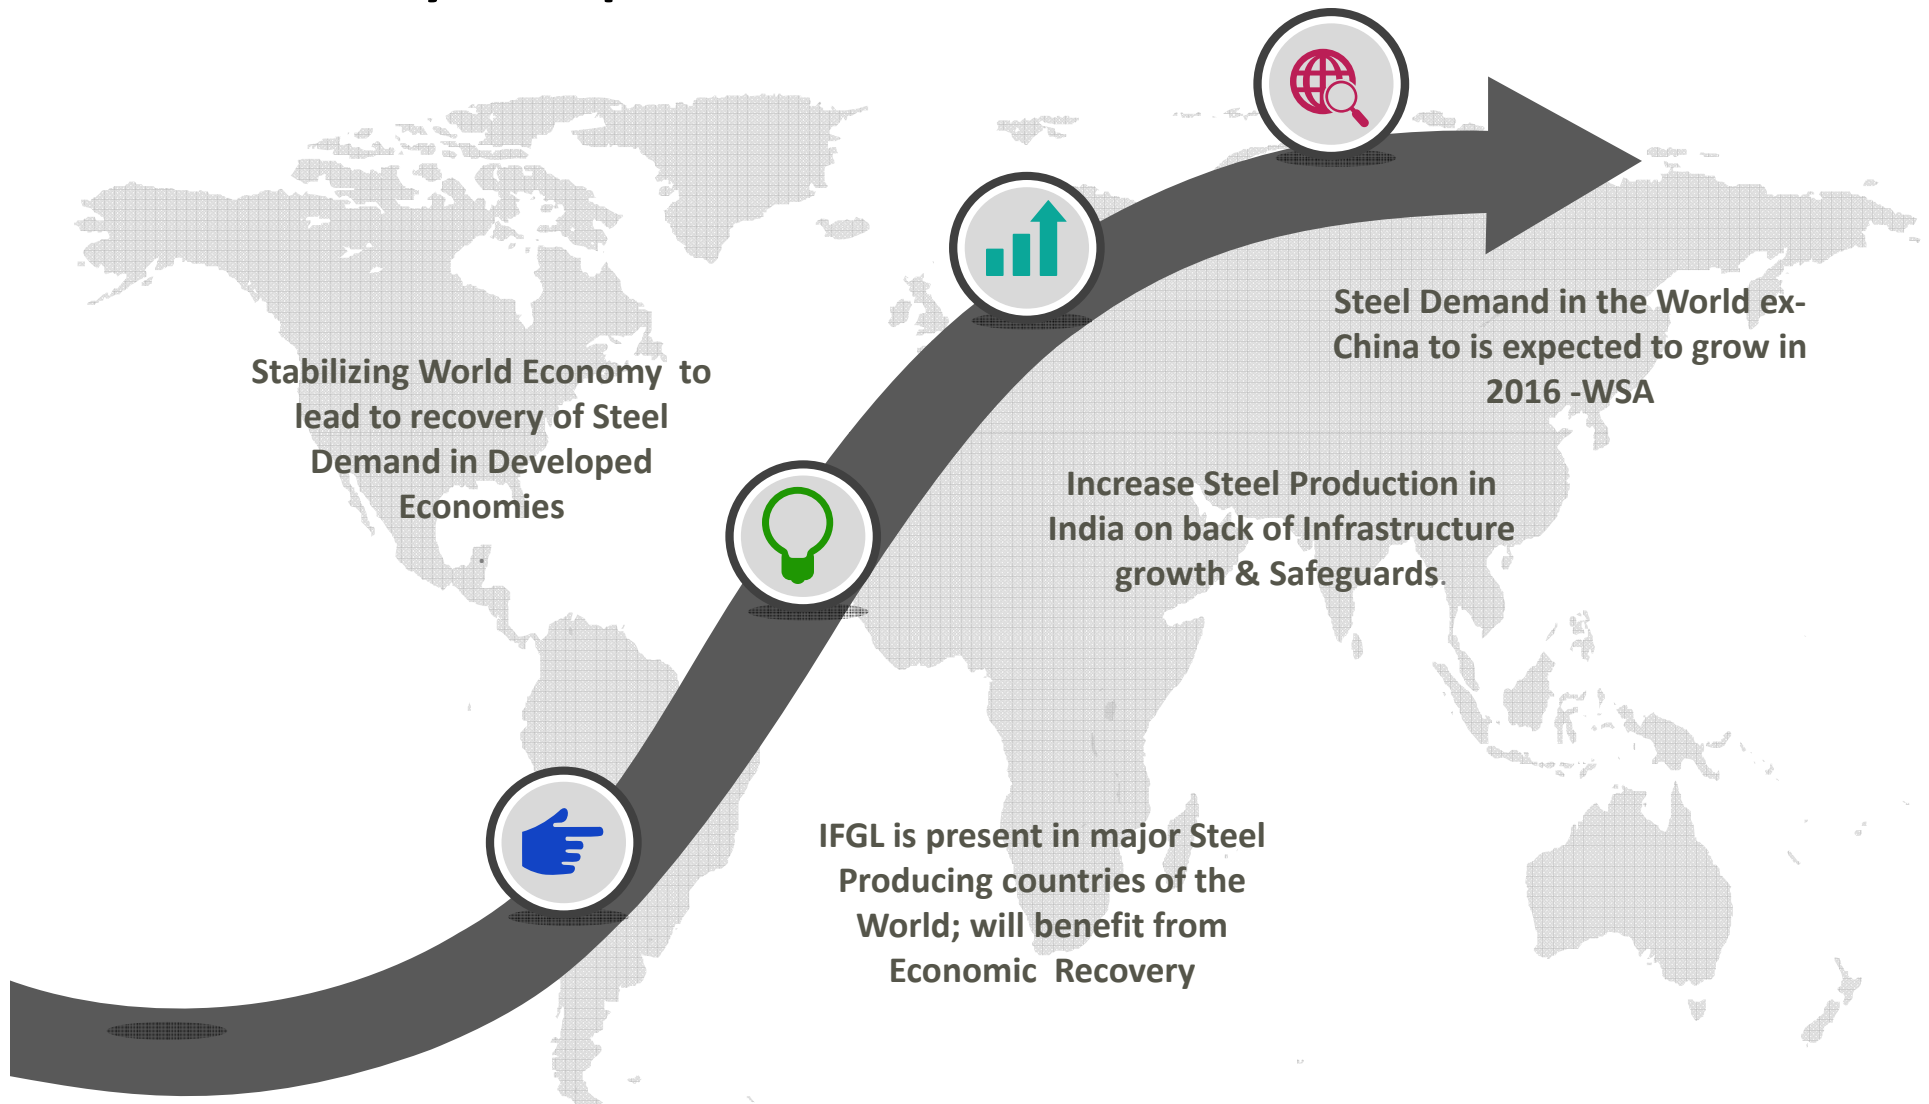 Stabilizing World Economy  to
lead to recovery of Steel
Demand in Developed
Economies
.
Steel Demand in the World ex-
China to is expected to grow in
2016 -WSA
Increase Steel Production in
India on back of Infrastructure
growth & Safeguards.
IFGL is present in major Steel
Producing countries of the
World; will benefit from
Economic  Recovery